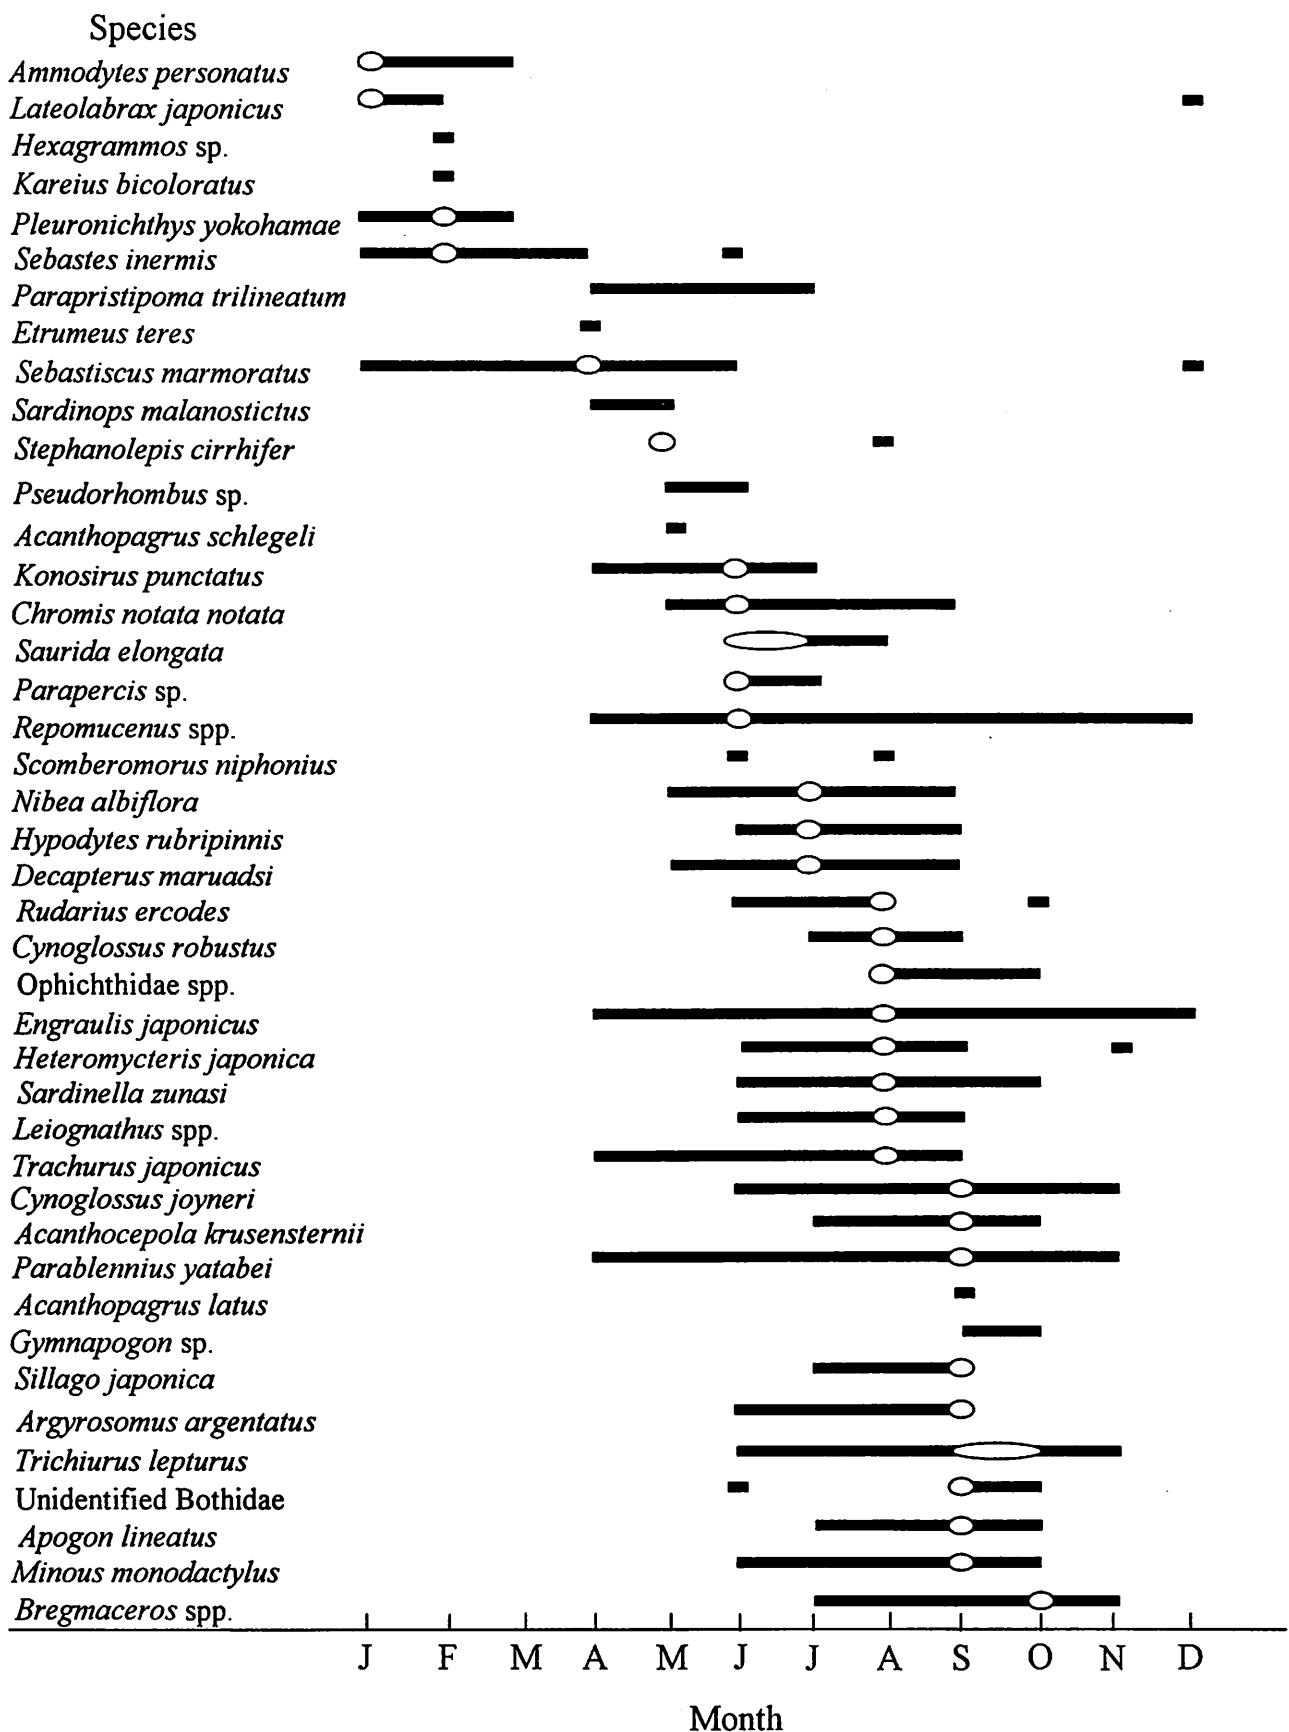 Species
Ammodytes personatus
Lateolabrax japonicus
Hexagrammos sp.
Kareius bicoloratus
Pleuronichthys yokohamae
Sebastes inermis
Parapristipoma trilineatum
Etrumeus teres
Sebastiscus marmoratus
Sardinops malanostictus
Stephanolepis cirrhifer
Pseudorhombus sp.
Acanthopagrus schlegeli
Konosirus punctatus
Chromis notata notata
Saurida elongata
Parapercis sp.
Repomucenus spp.
Scomberomorus niphonius
Nibea albiflora
Hypodytes rubripinnis
Decapterus maruadsi
Rudarius ercodes
Cynoglossus robustus
Ophichthidae spp.
Engraulis japonicus
Heteromycteris japonica
Sardinella zunasi
Leiognathus spp.
Trachurus japonicus
Cynoglossus joyneri
Acanthocepola krusensternii
Parablennius yatabei
Acanthopagrus latus
Gymnapogon sp.
Sillago japonica
Argyrosomus argentatus
Trichiurus lepturus
Unidentified Bothidae
Apogon lineatus
Minous monodactylus
Bregmaceros spp.
J F M A M J J A S O N D
Month